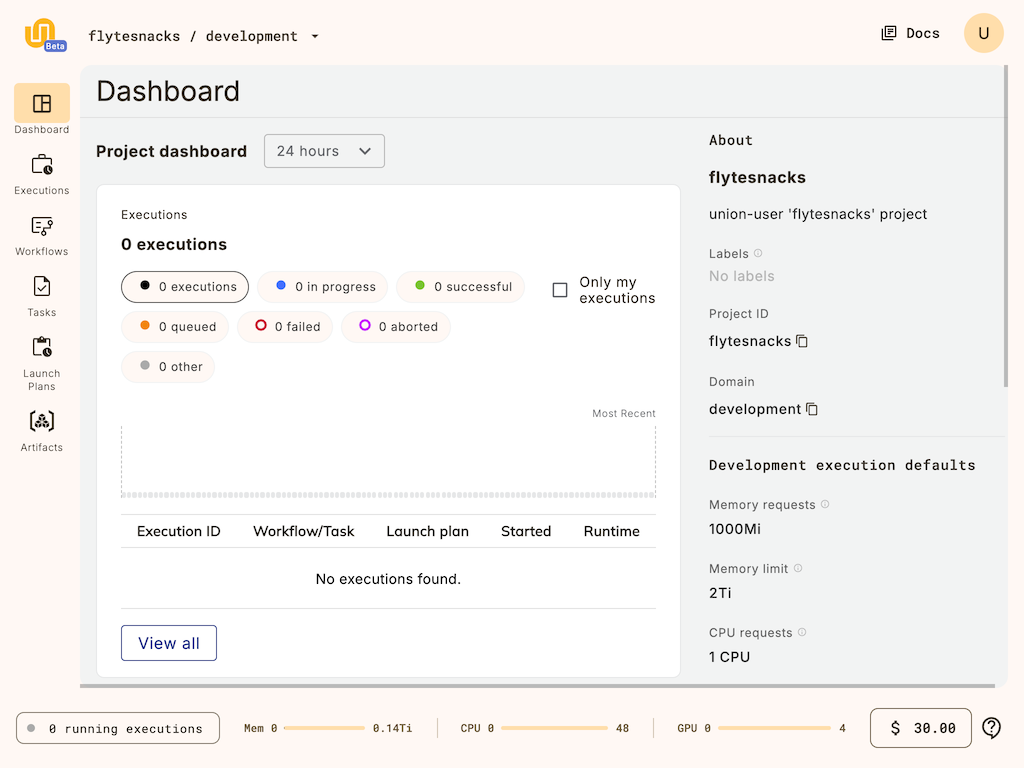 Beta
flytesnacks / development
Docs
U
Dashboard
Executions
Workflows
Tasks
Launch
Plans
Artifacts
Dashboard
Project dashboard
24 hours
Executions
0 executions
0 executions
0 in progress
0 successful
Only my
executions
0 queued
0 failed
0 aborted
0 other
Most Recent
Execution ID Workflow/Task Launch plan Started Runtime
No executions found.
View all
About
flytesnacks
union-user 'flytesnacks' project
Labels
No labels
Project ID
flytesnacks
Domain
development
Development execution defaults
Memory requests
1000Mi
Memory limit
2Ti
CPU requests
1 CPU
0 running executions
Mem 0 0.14Ti
CPU 0 48
GPU 0 4
$ 30.00